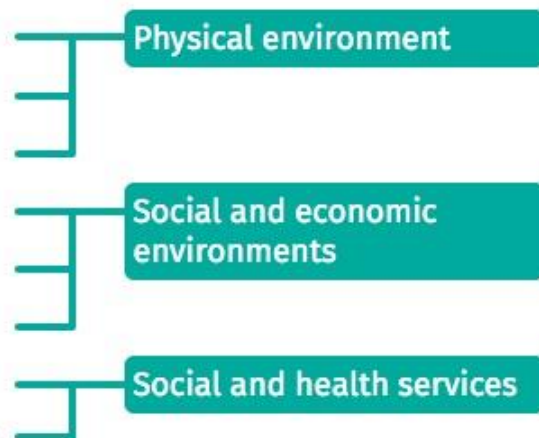 Physical environment
Social and economic
environments
Social and health services